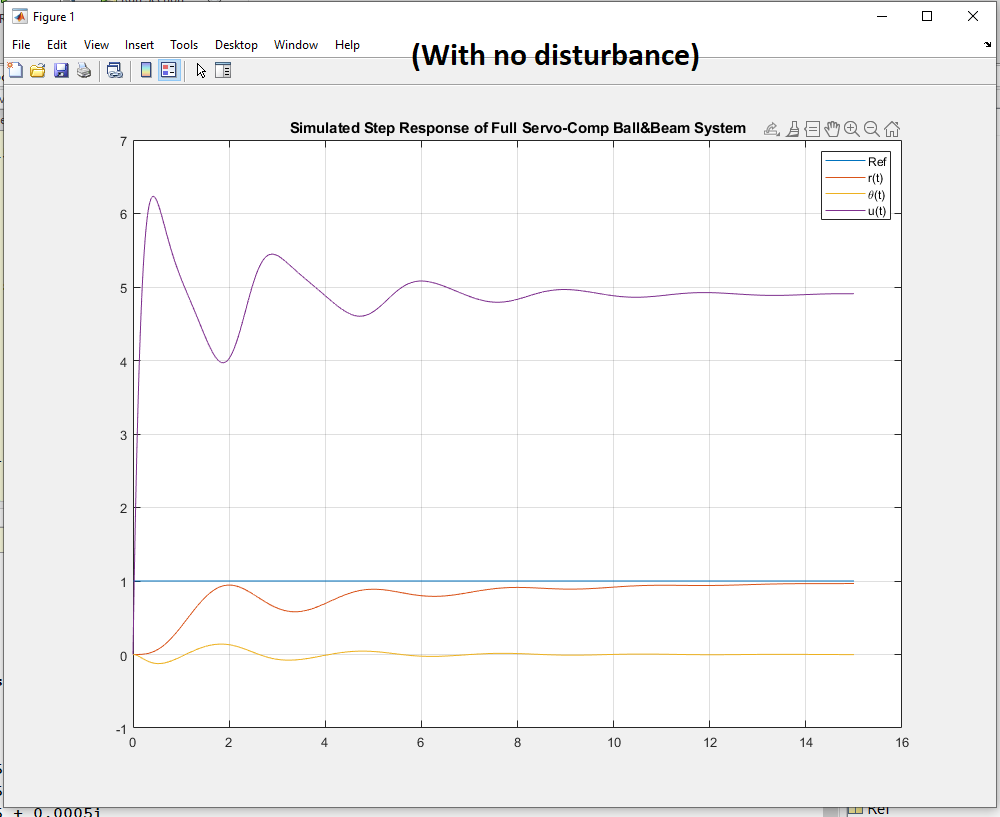 Figure 1
File Edit View Insert Tools Desktop Window Help
(With no disturbance)
Simulated Step Response of Full Servo-Comp Ball&Beam System
Ref
r(t)
θ(t)
u(t)
7
6
5
4
3
2
1
0
-1
0 2 4 6 8 10 12 14 16
+ 0.0005i
Ref